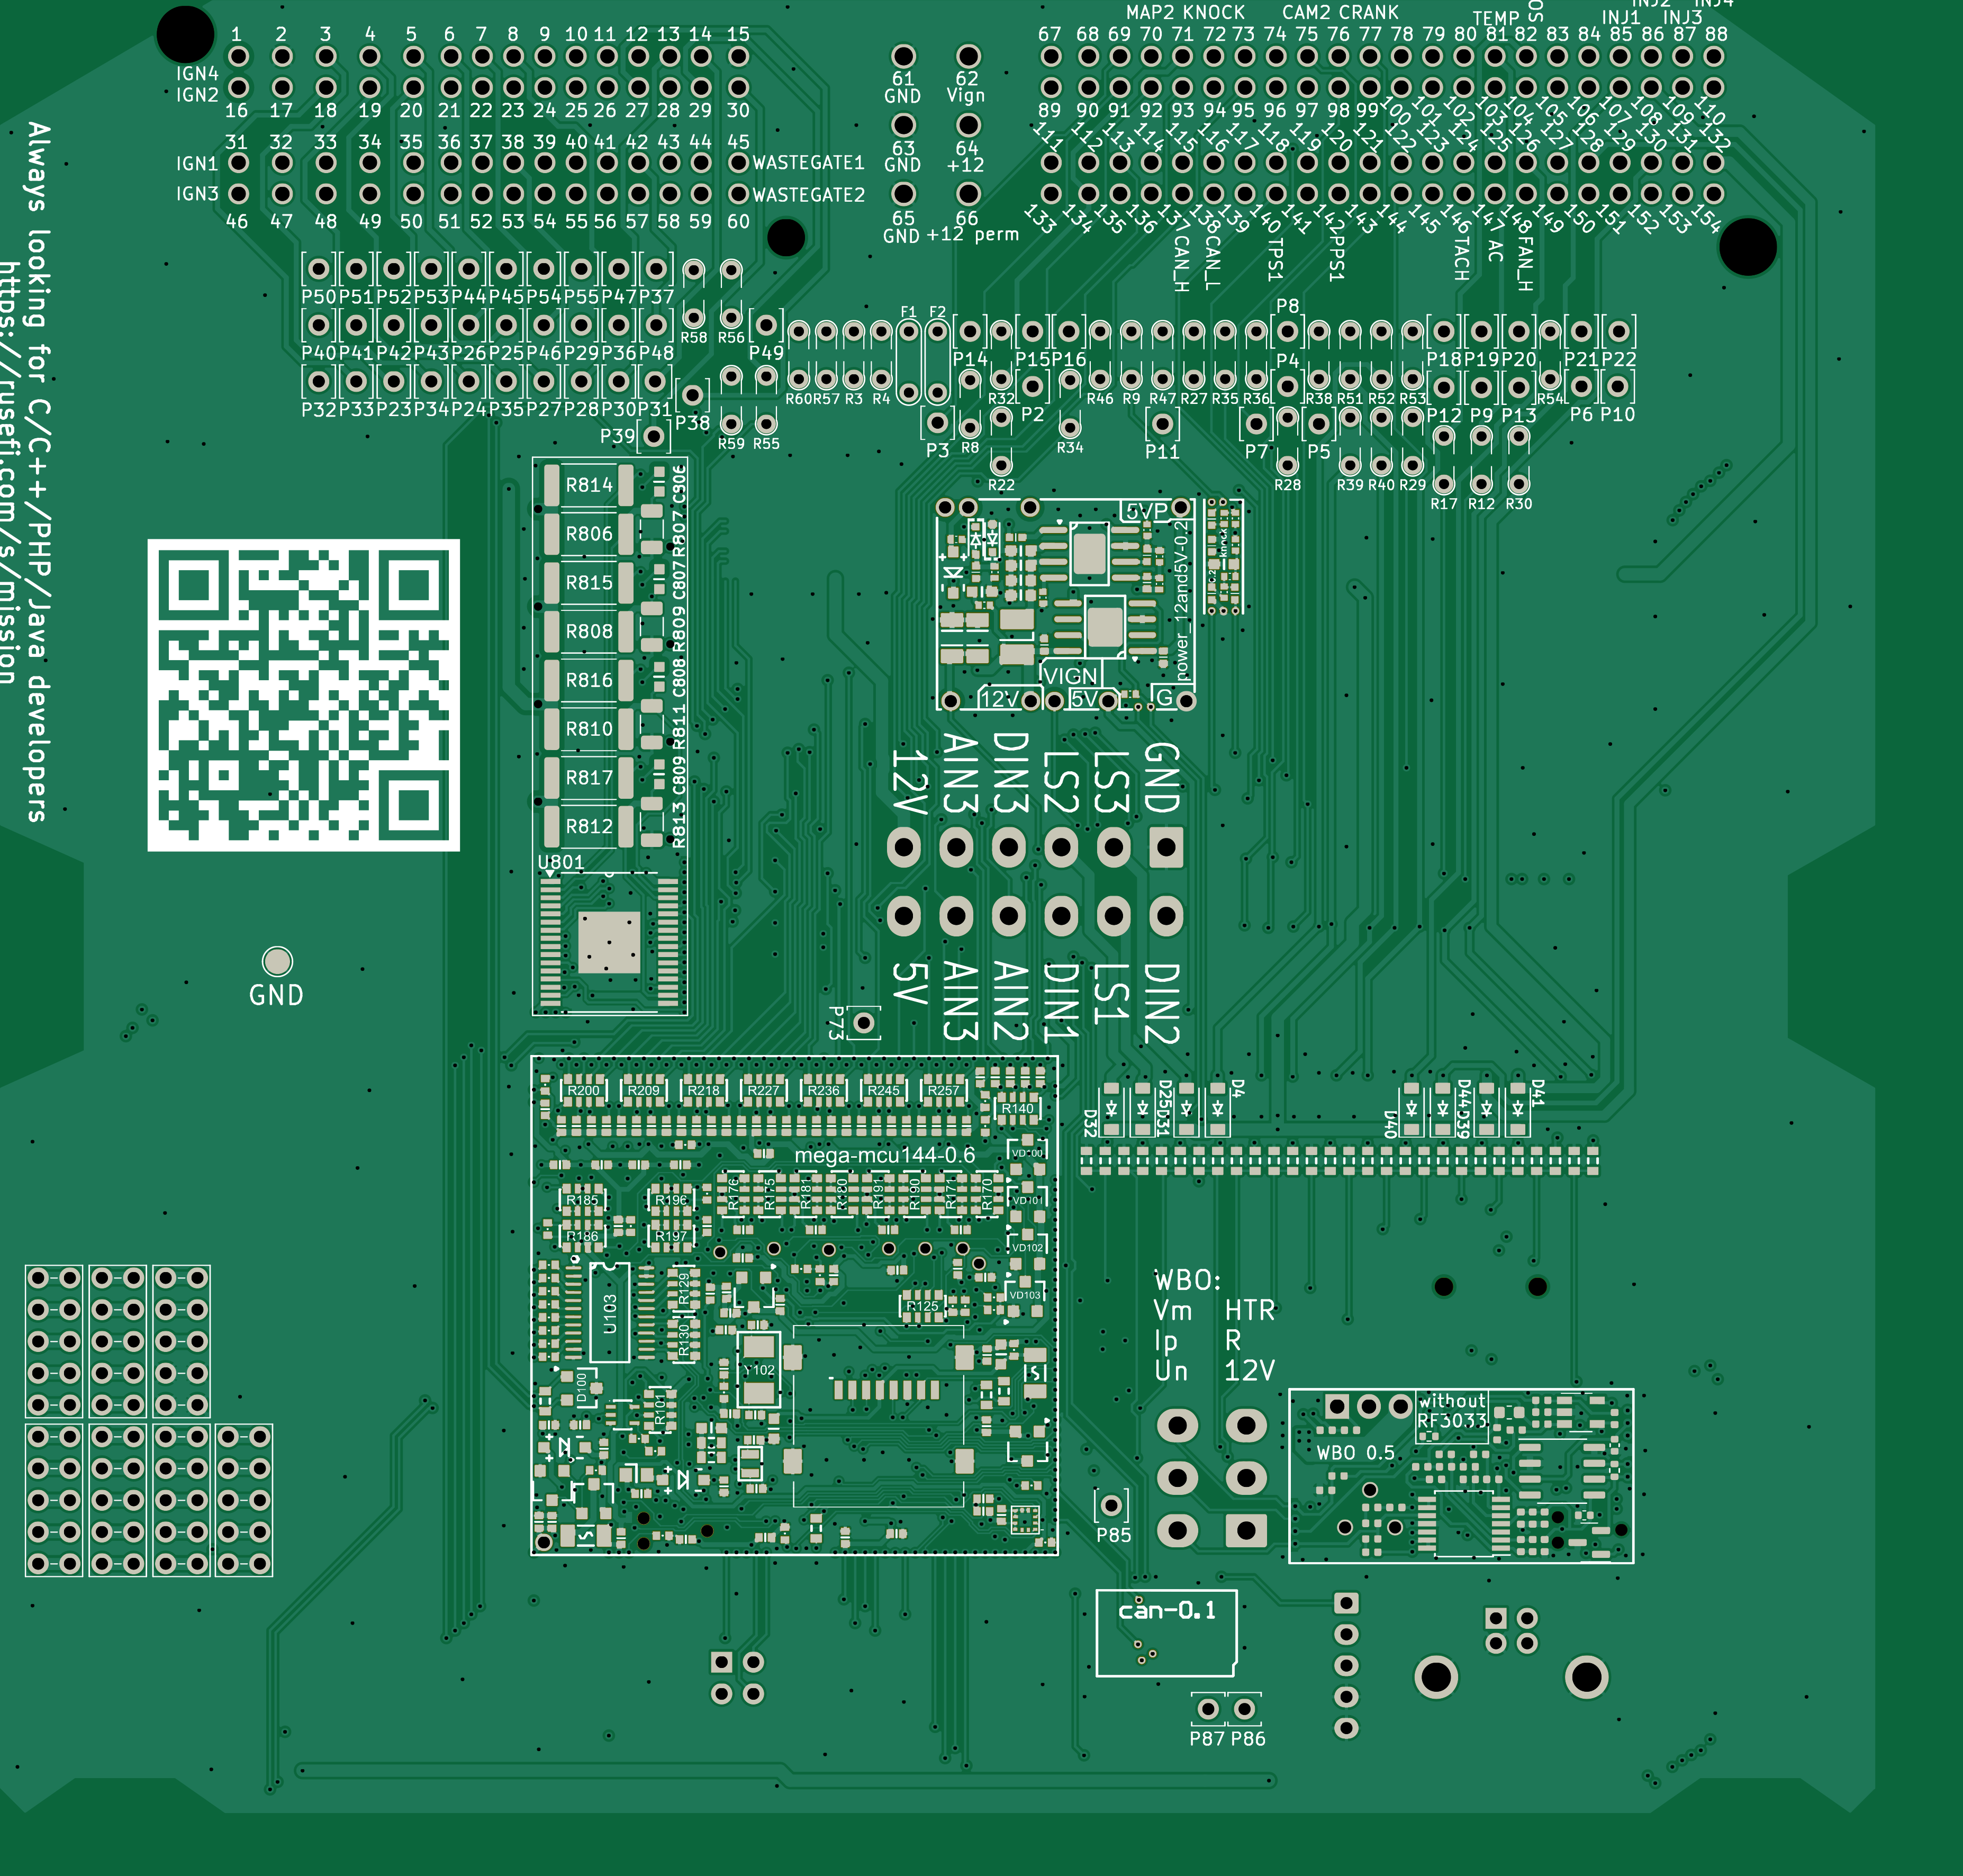 MAP2 KNOCK CAM2 CRANK TEMP INJ1 INJ3
1 2 3 4 5 6 7 8 9 10 11 12 13 14 15
IGN4
IGN2
16 17 18 19 20 21 22 23 24 25 26 27 28 29 30
31 32 33 34 35 36 37 38 39 40 41 42 43 44 45
IGN1
WASTEGATE1
IGN3
WASTEGATE2
46 47 48 49 50 51 52 53 54 55 56 57 58 59 60
61 62
GND Vign
63 64
GND +12
65 66
GND +12 perm
67 68 69 70 71 72 73 74 75 76 77 78 79 80 81 82 83 84 85 86 87 88
89 90 91 92 93 94 95 96 97 98 99 100 101 102 103 104 105 106 107 108 109 110
111 112 113 114 115 116 117 118 119 120 121 122 123 124 125 126 127 128 129 130 131 132
133 134 135 136 137 138 139 140 141 142 143 144 145 146 147 148 149 150 151 152 153 154
CAN_H CAN_L TPS1 PPS1 TACH AC FAN_H
Always looking for C/C++/PHP/Java developers
https://rusefi.com/s/mission
P50 P51 P52 P53 P44 P45 P54 P55 P47 P37
P40 P41 P42 P43 P26 P25 P46 P29 P36 P48
P32 P33 P23 P34 P24 P35 P27 P28 P30 P31
P38
P39
R58 R56 P49
R59 R55
F1 F2
R60 R57 R3 R4
P14 P15 P16
P8
P4
R32 P2 R46 R9 R47 R27 R35 R36 R38 R51 R52 R53
P18 P19 P20 P21 P22
P12 P9 P13 R54 P6 P10
P3 R8 R34 P11 P7 P5
R22 R28 R39 R40 R29 R17 R12 R30
R814 C506
R806 R807
R815 C807
R808 R809
R816 C808
R810 R811
R817 C809
R812 R813
U801
5VP
power_12and5V-0.2
knock
0.2
VIGN
12V 5V G
12V AIN3 DIN3 LS2 LS3 GND
5V AIN3 AIN2 DIN1 LS1 DIN2
GND
P73
R200 R209 R218 R227 R236 R245 R257
R140
mega-mcu144-0.6
VD100
R185 R196
R176 R175 R181 R180 R191 R190 R171 R170
VD101
R186 R197
VD102
U103
R129
VD103
R125
R130
Y102
D100
R101
D32 D25 D31 D4 D40 D44 D39 D41
WBO:
Vm HTR
Ip R
Un 12V
without
RF3033
WBO 0.5
P85
can-0.1
P87 P86